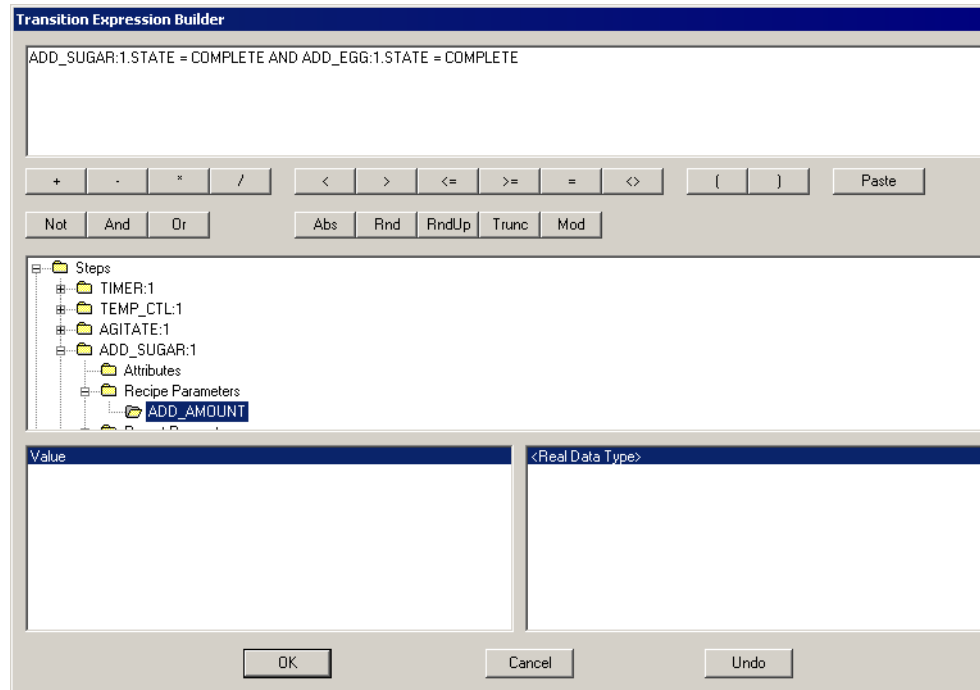 Transition Expression Builder
ADD_SUGAR:1.STATE = COMPLETE AND ADD_EGG:1.STATE = COMPLETE
+ - * / < > <= >= = <> ( ) Paste
Not And Or Abs Rnd RndUp Trunc Mod
Steps
TIMER:1
TEMP_CTL:1
AGITATE:1
ADD_SUGAR:1
Attributes
Recipe Parameters
ADD_AMOUNT
Value
<Real Data Type>
OK Cancel Undo